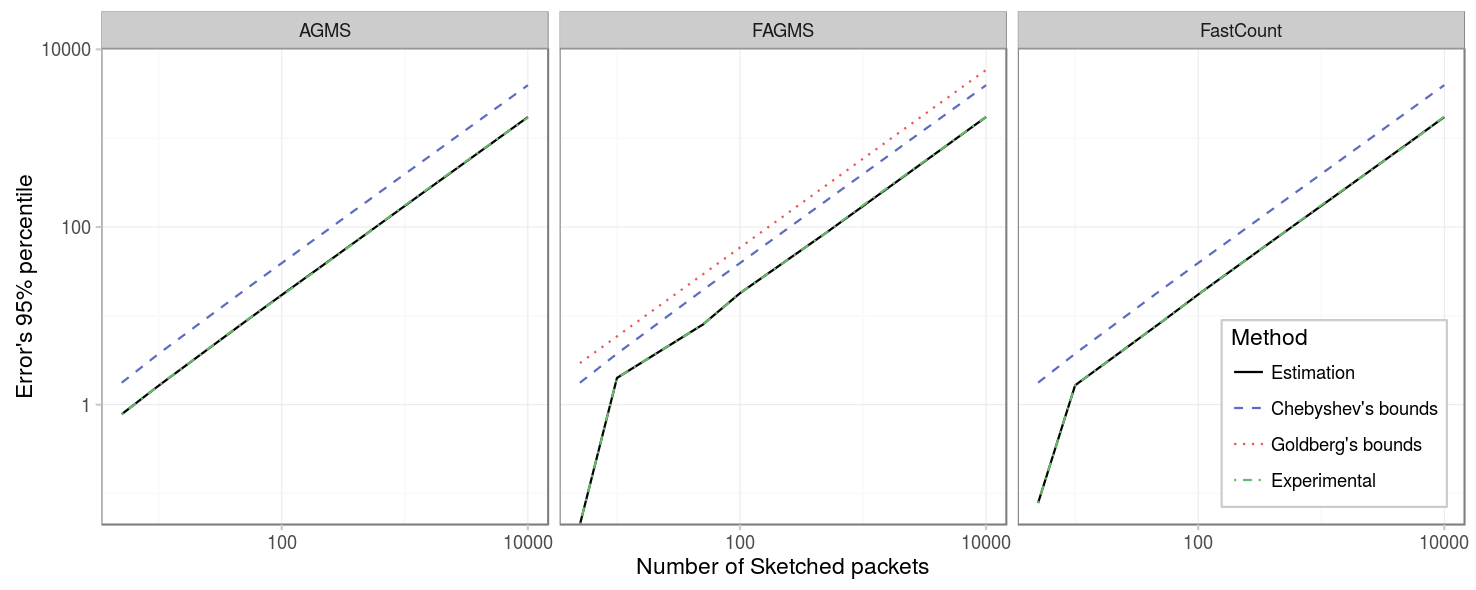 AGMS
FAGMS
FastCount
10000
100
1
Error's 95% percentile
Method
Estimation
Chebyshev's bounds
Goldberg's bounds
Experimental
100
10000
100
10000
100
10000
Number of Sketched packets